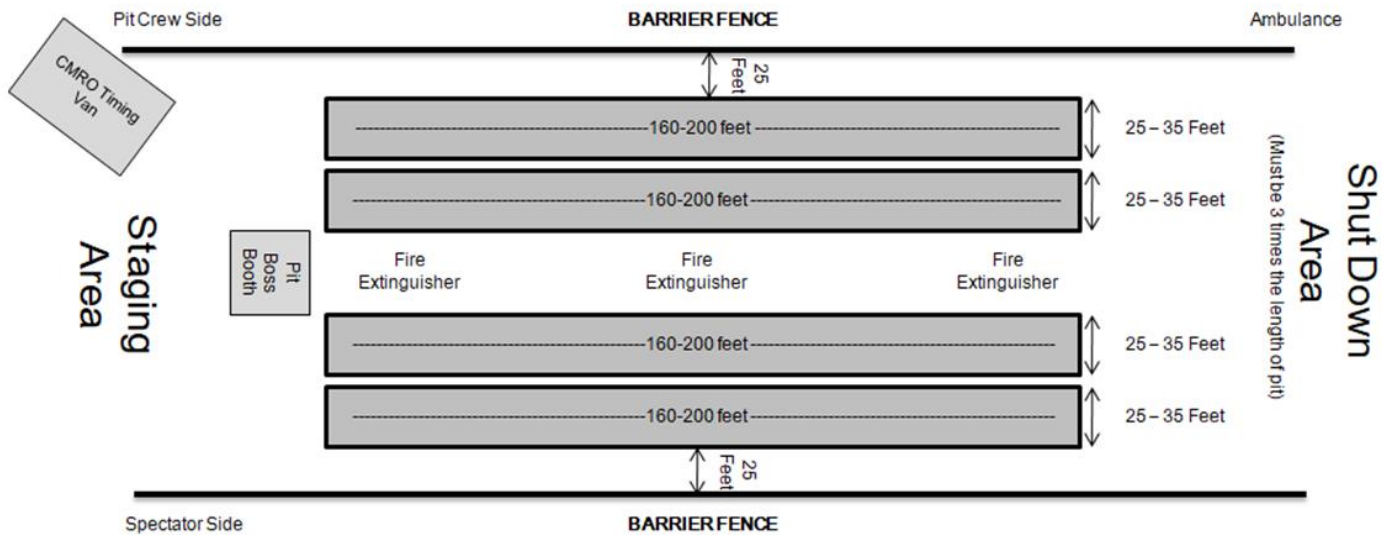 Pit Crew Side
BARRIER FENCE
Ambulance
CMRO Timing
Van
25
Feet
160-200 feet
25 – 35 Feet
160-200 feet
25 – 35 Feet
Staging
Area
Pit
Boss
Booth
Fire
Extinguisher
Fire
Extinguisher
Fire
Extinguisher
Shut Down
Area
(Must be 3 times the length of pit)
160-200 feet
25 – 35 Feet
160-200 feet
25 – 35 Feet
25
Feet
Spectator Side
BARRIER FENCE